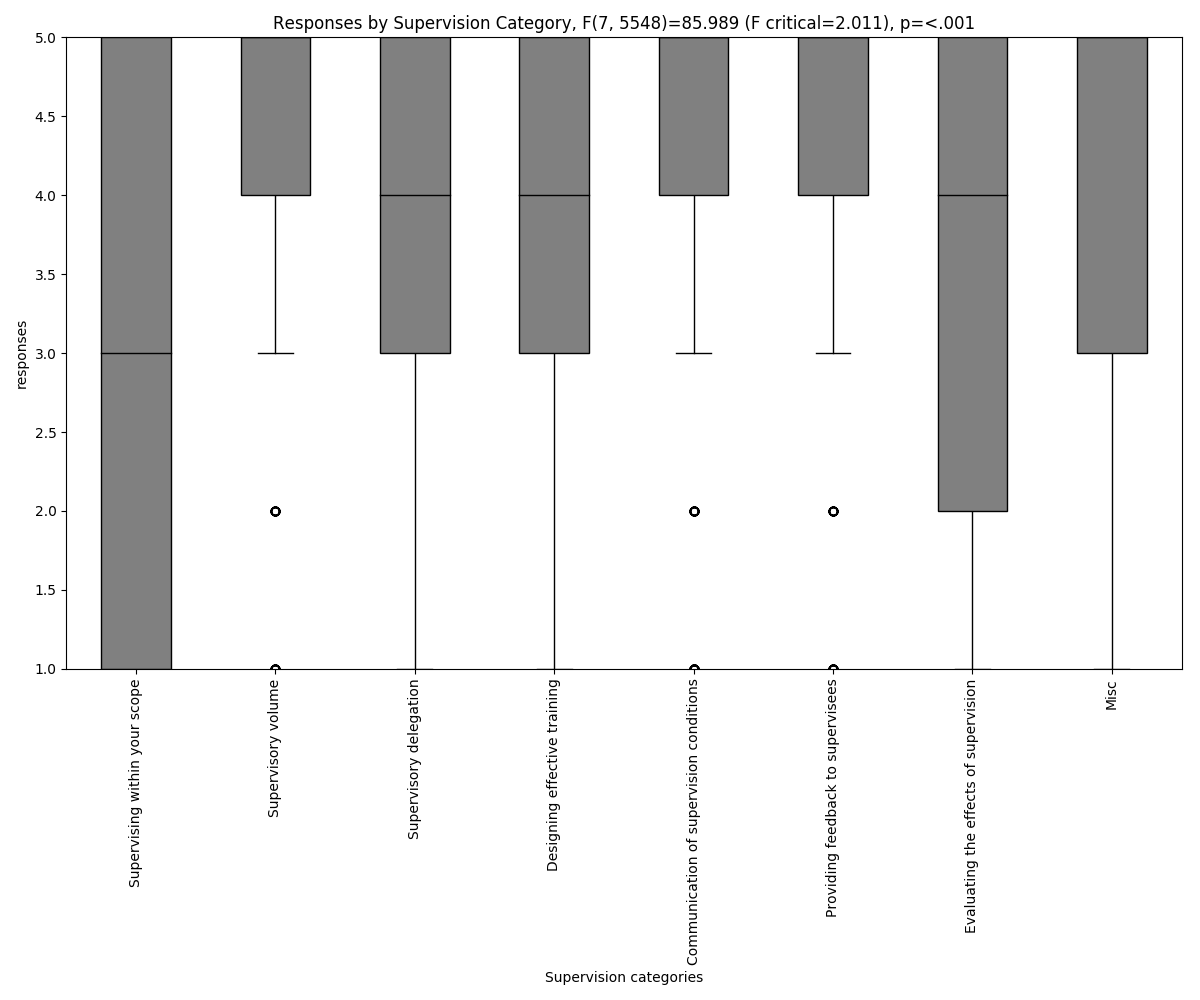 Responses by Supervision Category, F(7, 5548)=85.989 (F critical=2.011), p=<.001
responses
5.0
4.5
4.0
3.5
3.0
2.5
2.0
1.5
1.0
Supervising within your scope
Supervisory volume
Supervisory delegation
Designing effective training
Communication of supervision conditions
Providing feedback to supervisees
Evaluating the effects of supervision
Misc
Supervision categories